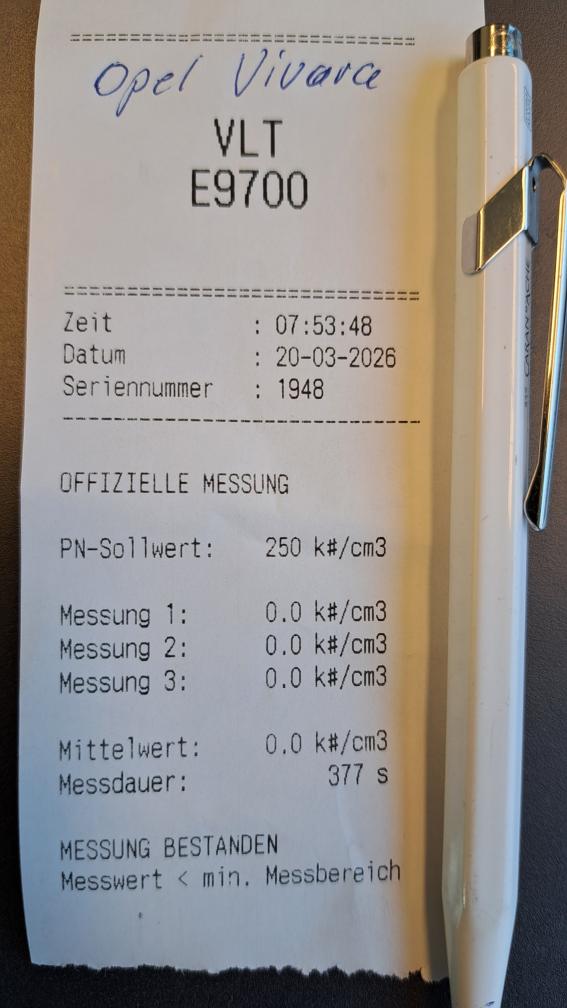 ==========================================
Opel Vivara
VLT
E9700
==========================================
Zeit : 07:53:48
Datum : 20-03-2026
Seriennummer : 1948
------------------------------------------
OFFIZIELLE MESSUNG
PN-Sollwert: 250 k#/cm3
Messung 1: 0.0 k#/cm3
Messung 2: 0.0 k#/cm3
Messung 3: 0.0 k#/cm3
Mittelwert: 0.0 k#/cm3
Messdauer: 377 s
MESSUNG BESTANDEN
Messwert < min. Messbereich
CARAN D'ACHE